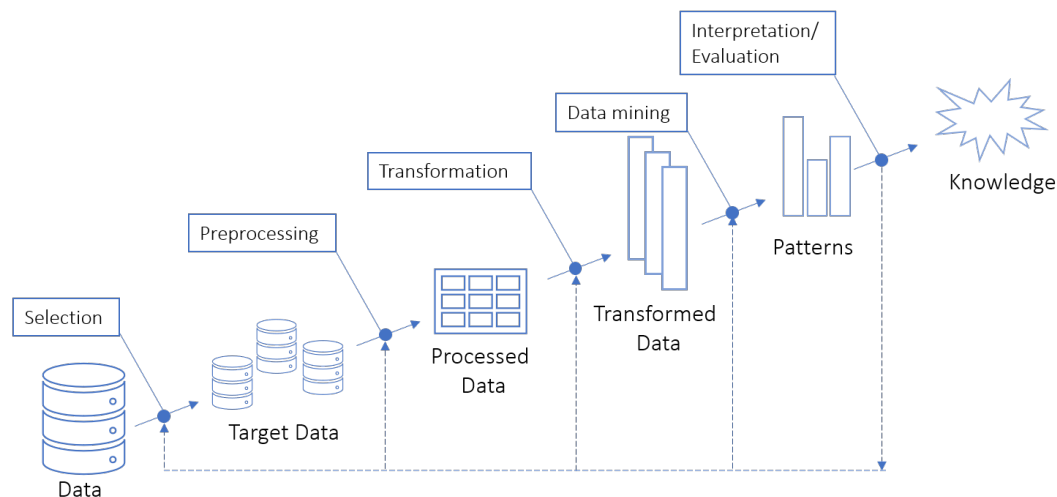 Interpretation/
Evaluation
Data mining
Transformation
Knowledge
Preprocessing
Patterns
Selection
Transformed
Data
Processed
Data
Target Data
Data